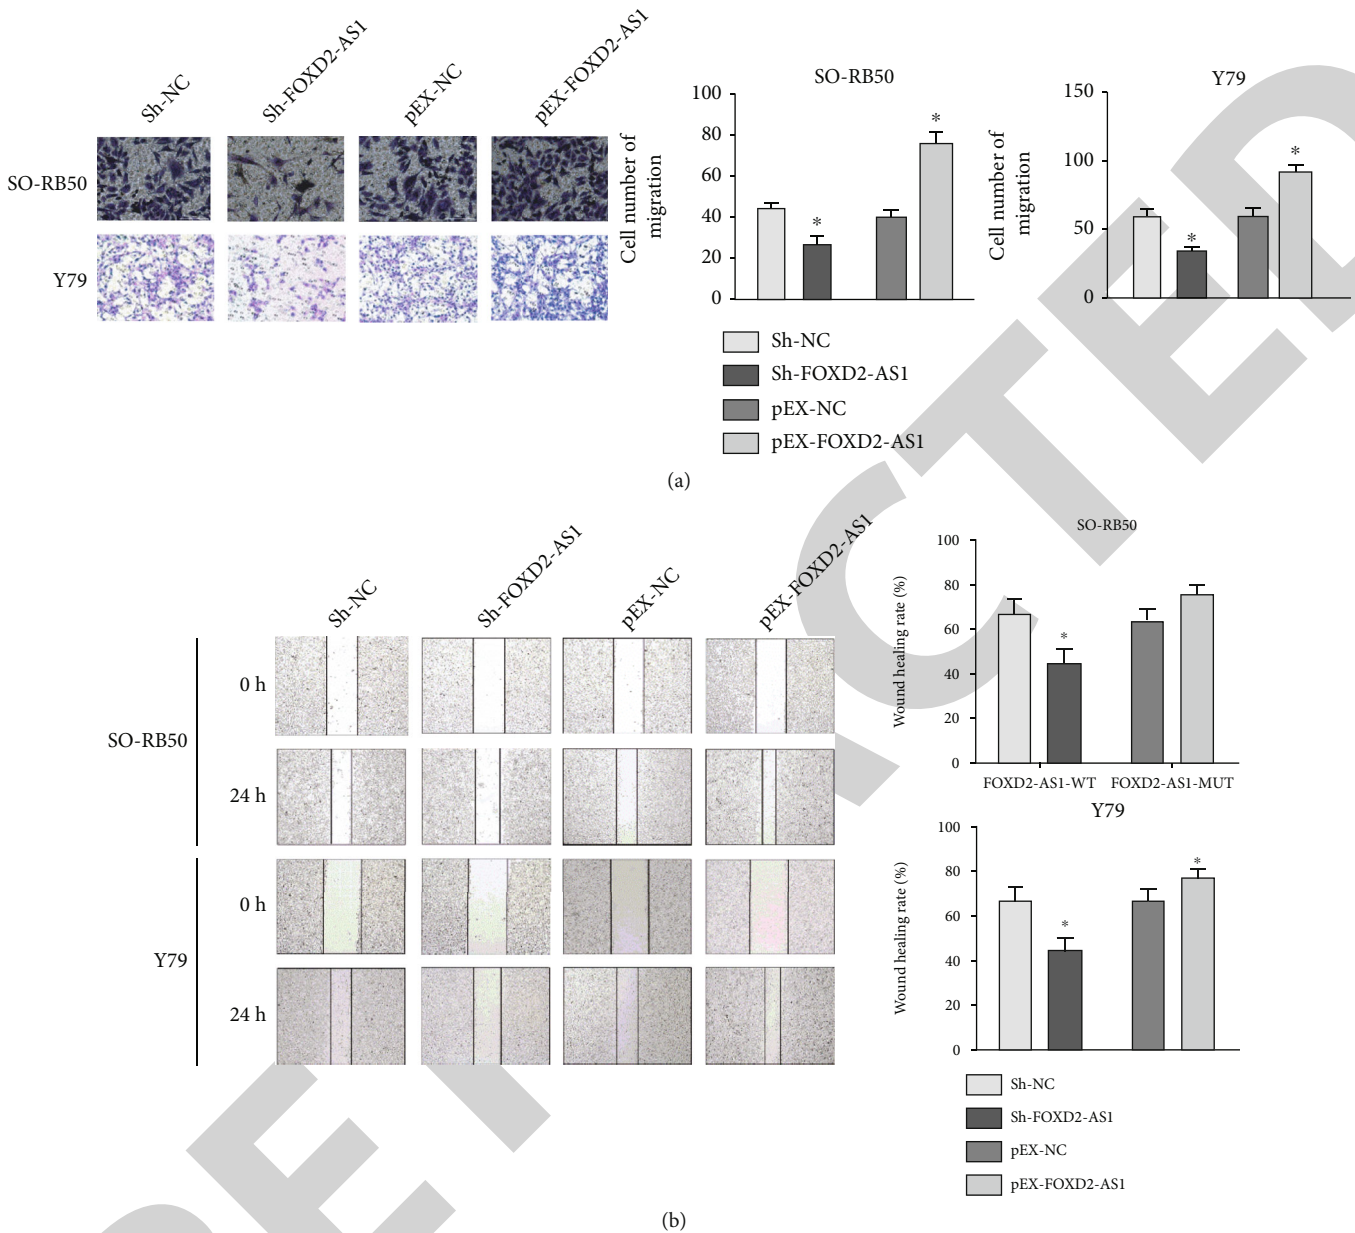 Sh-NC
Sh-FOXD2-AS1
pEX-NC
pEX-FOXD2-AS1
SO-RB50
Y79
SO-RB50
Cell number of
migration
100
80
60
40
20
0
*
*
Y79
Cell number of
migration
150
100
50
0
*
*
Sh-NC
Sh-FOXD2-AS1
pEX-NC
pEX-FOXD2-AS1
(a)
Sh-NC
Sh-FOXD2-AS1
pEX-NC
pEX-FOXD2-AS1
SO-RB50
0 h
24 h
Y79
0 h
24 h
SO-RB50
Wound healing rate (%)
100
80
60
40
20
0
*
FOXD2-AS1-WT
FOXD2-AS1-MUT
Y79
Wound healing rate (%)
100
80
60
40
20
0
*
*
Sh-NC
Sh-FOXD2-AS1
pEX-NC
pEX-FOXD2-AS1
(b)